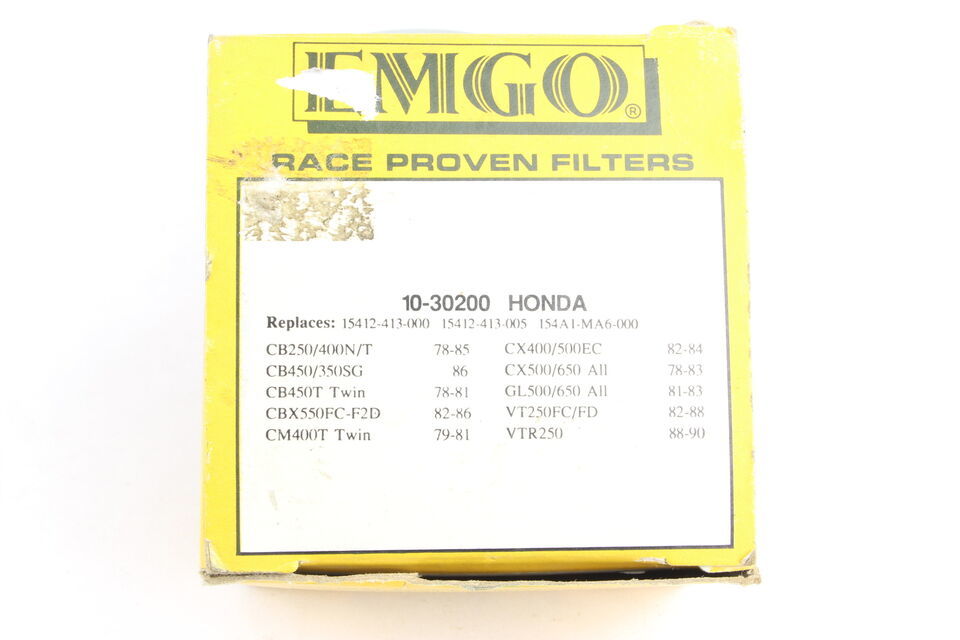 EMGO®
RACE PROVEN FILTERS
10-30200 HONDA
Replaces: 15412-413-000 15412-413-005 154A1-MA6-000
CB250/400N/T 78-85 CX400/500EC 82-84
CB450/350SG 86 CX500/650 All 78-83
CB450T Twin 78-81 GL500/650 All 81-83
CBX550FC-F2D 82-86 VT250FC/FD 82-88
CM400T Twin 79-81 VTR250 88-90